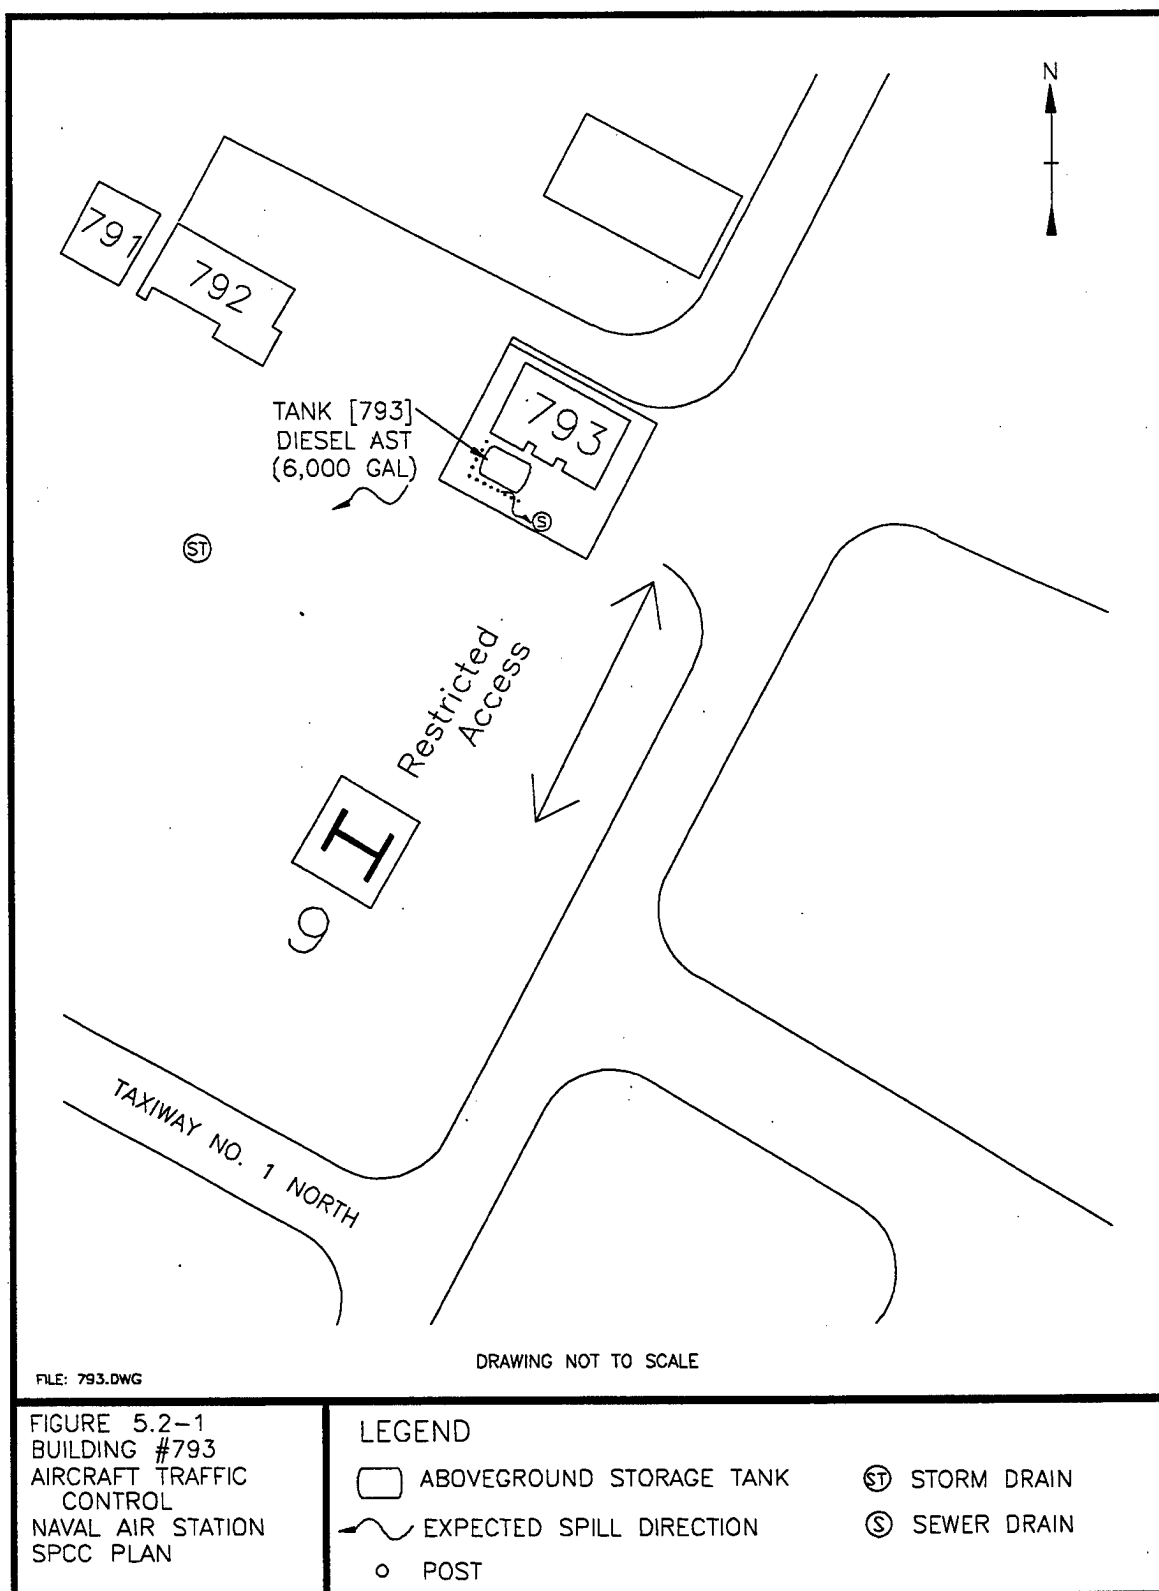 N
791
792
793
TANK [793]
DIESEL AST
(6,000 GAL)
S
ST
Restricted
Access
H
9
TAXIWAY NO. 1 NORTH
DRAWING NOT TO SCALE
FILE: 793.DWG
FIGURE 5.2-1
BUILDING #793
AIRCRAFT TRAFFIC
CONTROL
NAVAL AIR STATION
SPCC PLAN
LEGEND
ABOVEGROUND STORAGE TANK
EXPECTED SPILL DIRECTION
POST
ST STORM DRAIN
S SEWER DRAIN